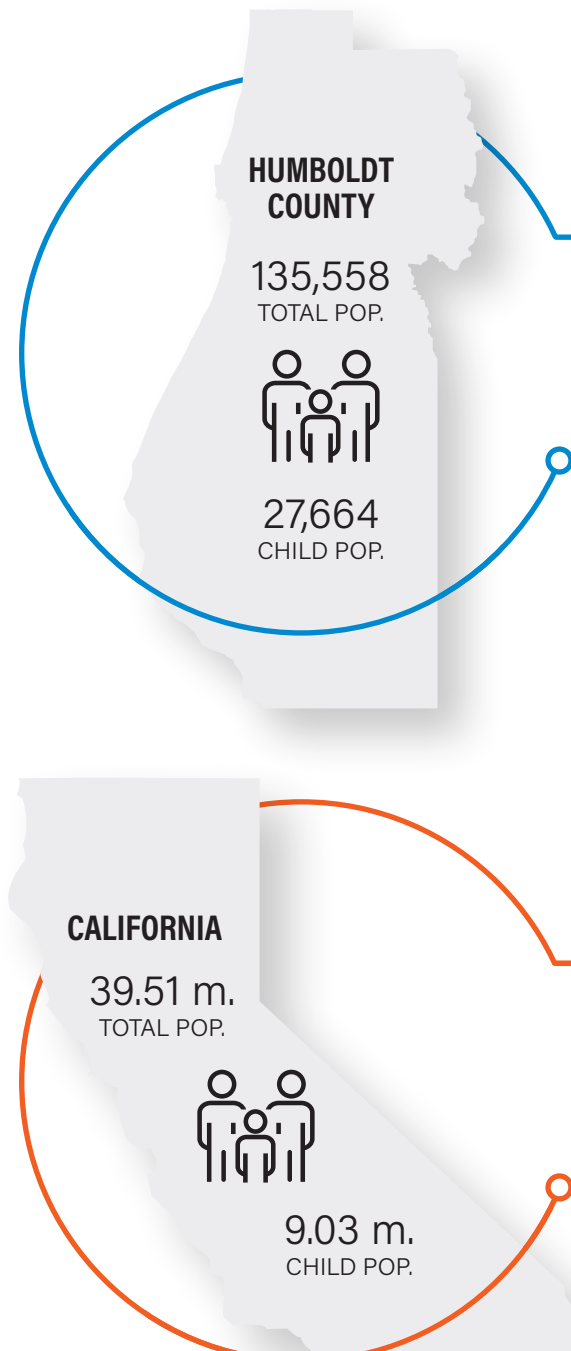 HUMBOLDT
COUNTY
135,558
TOTAL POP.
27,664
CHILD POP.
CALIFORNIA
39.51 m.
TOTAL POP.
9.03 m.
CHILD POP.